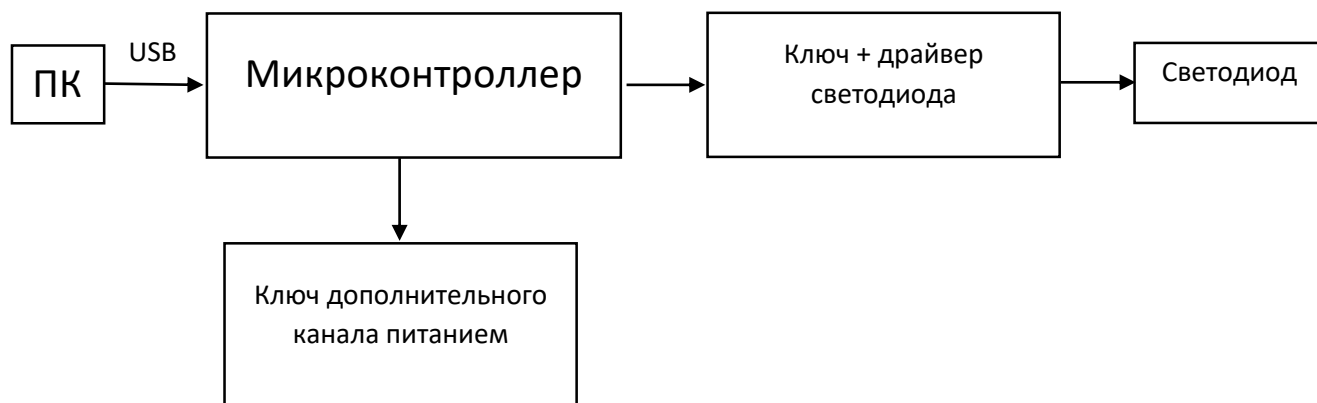 ПК
USB
Микроконтроллер
Ключ + драйвер
светодиода
Светодиод
Ключ дополнительного
канала питанием